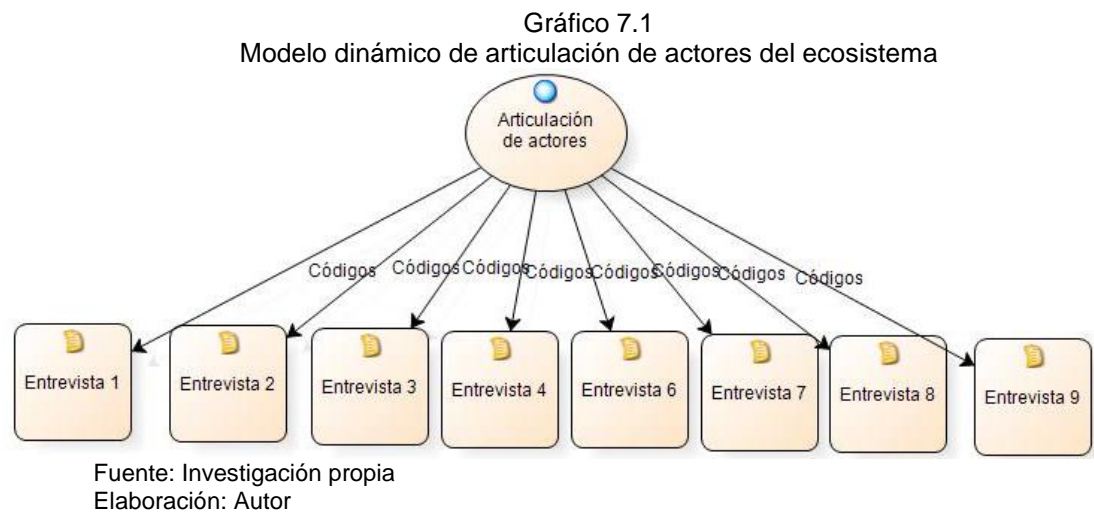 Gráfico 7.1
Modelo dinámico de articulación de actores del ecosistema
Articulación
de actores
Códigos Códigos Códigos Códigos Códigos Códigos Códigos Códigos
Entrevista 1 Entrevista 2 Entrevista 3 Entrevista 4 Entrevista 6 Entrevista 7 Entrevista 8 Entrevista 9
Fuente: Investigación propia
Elaboración: Autor